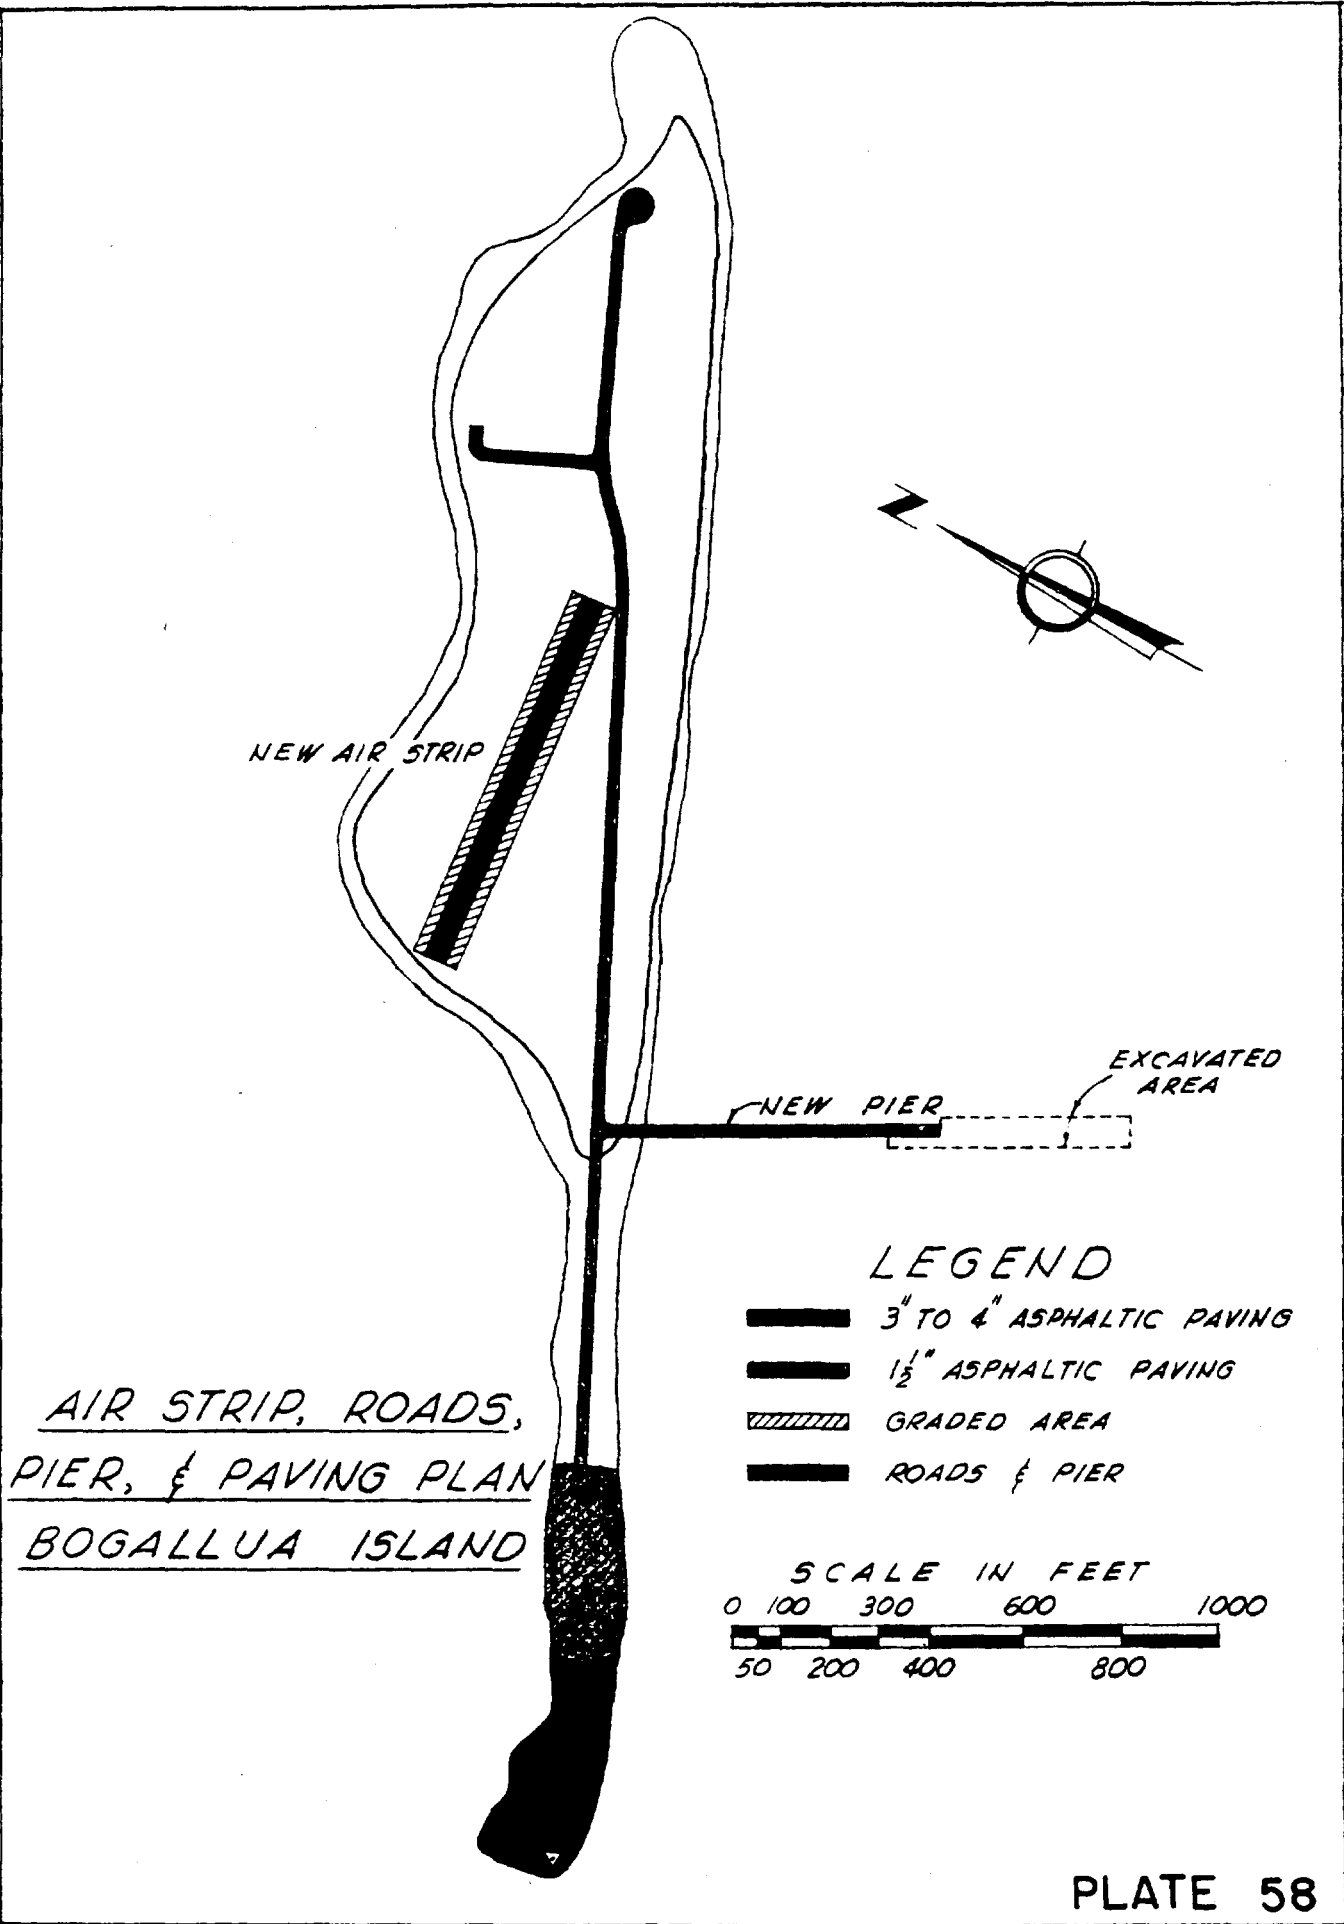 N
NEW AIR STRIP
EXCAVATED
AREA
NEW PIER
LEGEND
3" TO 4" ASPHALTIC PAVING
1½" ASPHALTIC PAVING
GRADED AREA
ROADS & PIER
AIR STRIP, ROADS,
PIER, & PAVING PLAN
BOGALLUA ISLAND
SCALE IN FEET
0 100 300 600 1000
50 200 400 800
PLATE 58